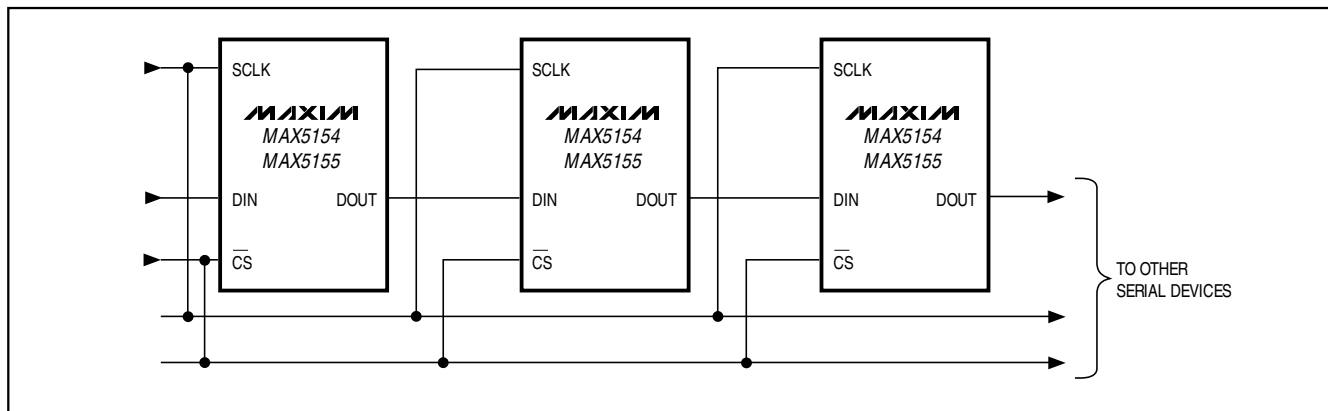 SCLK
MAXIM
MAX5154
MAX5155
DIN
DOUT
CS
SCLK
MAXIM
MAX5154
MAX5155
DIN
DOUT
CS
SCLK
MAXIM
MAX5154
MAX5155
DIN
DOUT
CS
TO OTHER
SERIAL DEVICES